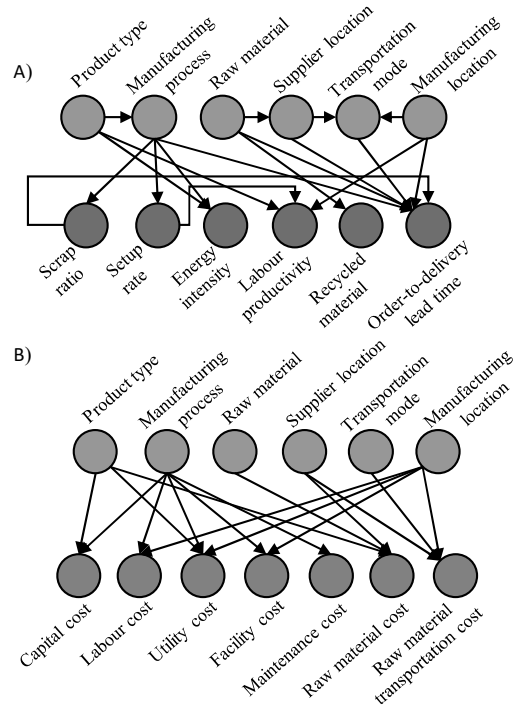 A)
Product type
Manufacturing
process
Raw material
Supplier location
Transportation
mode
Manufacturing
location
Scrap
ratio
Setup
rate
Energy
intensity
Labour
productivity
Recycled
material
Order-to-delivery
lead time
B)
Product type
Manufacturing
process
Raw material
Supplier location
Transportation
mode
Manufacturing
location
Capital cost
Labour cost
Utility cost
Facility cost
Maintenance cost
Raw material cost
Raw material
transportation cost